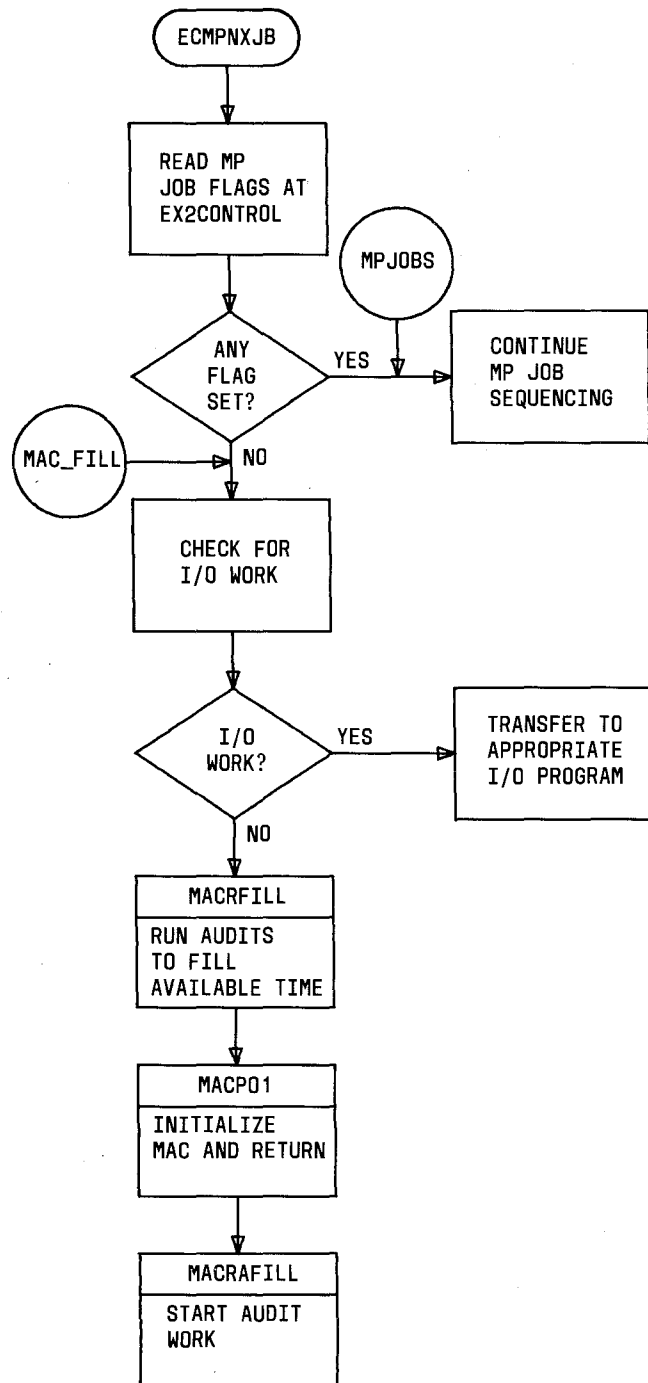 ECMPNXJB
READ MP
JOB FLAGS AT
EX2CONTROL
MPJOBS
ANY
FLAG
SET?
YES
CONTINUE
MP JOB
SEQUENCING
MAC_FILL
NO
CHECK FOR
I/O WORK
I/O
WORK?
YES
TRANSFER TO
APPROPRIATE
I/O PROGRAM
NO
MACRFILL
RUN AUDITS
TO FILL
AVAILABLE TIME
MACP01
INITIALIZE
MAC AND RETURN
MACRAFILL
START AUDIT
WORK